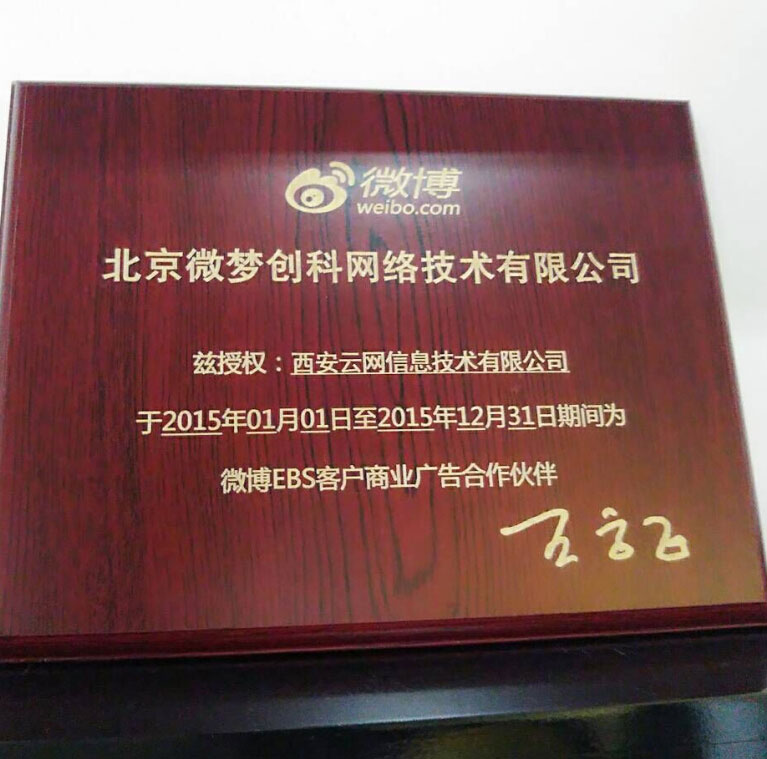 微博
weibo.com
北京微梦创科网络技术有限公司
兹授权：西安云网信息技术有限公司
于2015年01月01日至2015年12月31日期间为
微博EBS客户商业广告合作伙伴